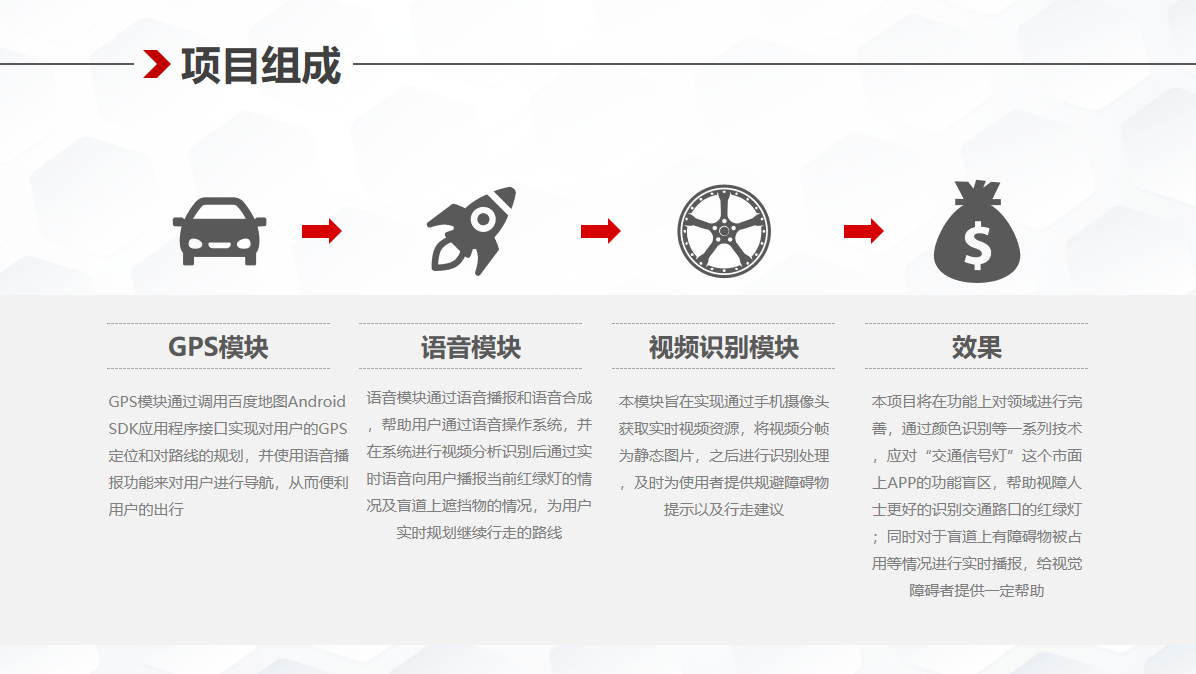 项目组成
$
GPS模块
GPS模块通过调用百度地图Android
SDK应用程序接口实现对用户的GPS
定位和对路线的规划，并使用语音播
报功能来对用户进行导航，从而便利
用户的出行
语音模块
语音模块通过语音播报和语音合成
，帮助用户通过语音操作系统，并
在系统进行视频分析识别后通过实
时语音向用户播报当前红绿灯的情
况及盲道上遮挡物的情况，为用户
实时规划继续行走的路线
视频识别模块
本模块旨在实现通过手机摄像头
获取实时视频资源，将视频分帧
为静态图片，之后进行识别处理
，及时为使用者提供规避障碍物
提示以及行走建议
效果
本项目将在功能上对领域进行完
善，通过颜色识别等一系列技术
，应对“交通信号灯”这个市面
上APP的功能盲区，帮助视障人
士更好的识别交通路口的红绿灯
；同时对于盲道上有障碍物被占
用等情况进行实时播报，给视觉
障碍者提供一定帮助